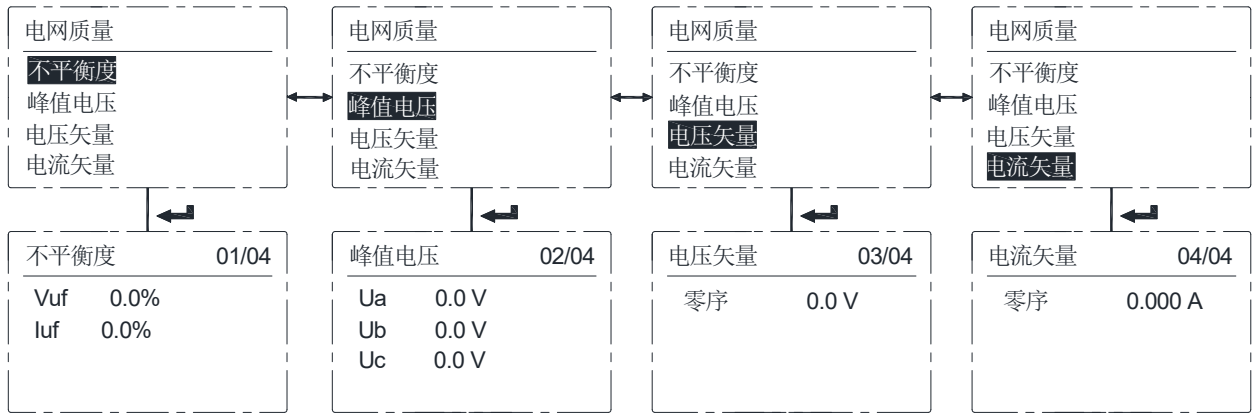 电网质量
不平衡度
峰值电压
电压矢量
电流矢量
电网质量
不平衡度
峰值电压
电压矢量
电流矢量
电网质量
不平衡度
峰值电压
电压矢量
电流矢量
电网质量
不平衡度
峰值电压
电压矢量
电流矢量
不平衡度 01/04
Vuf 0.0%
Iuf 0.0%
峰值电压 02/04
Ua 0.0 V
Ub 0.0 V
Uc 0.0 V
电压矢量 03/04
零序 0.0 V
电流矢量 04/04
零序 0.000 A